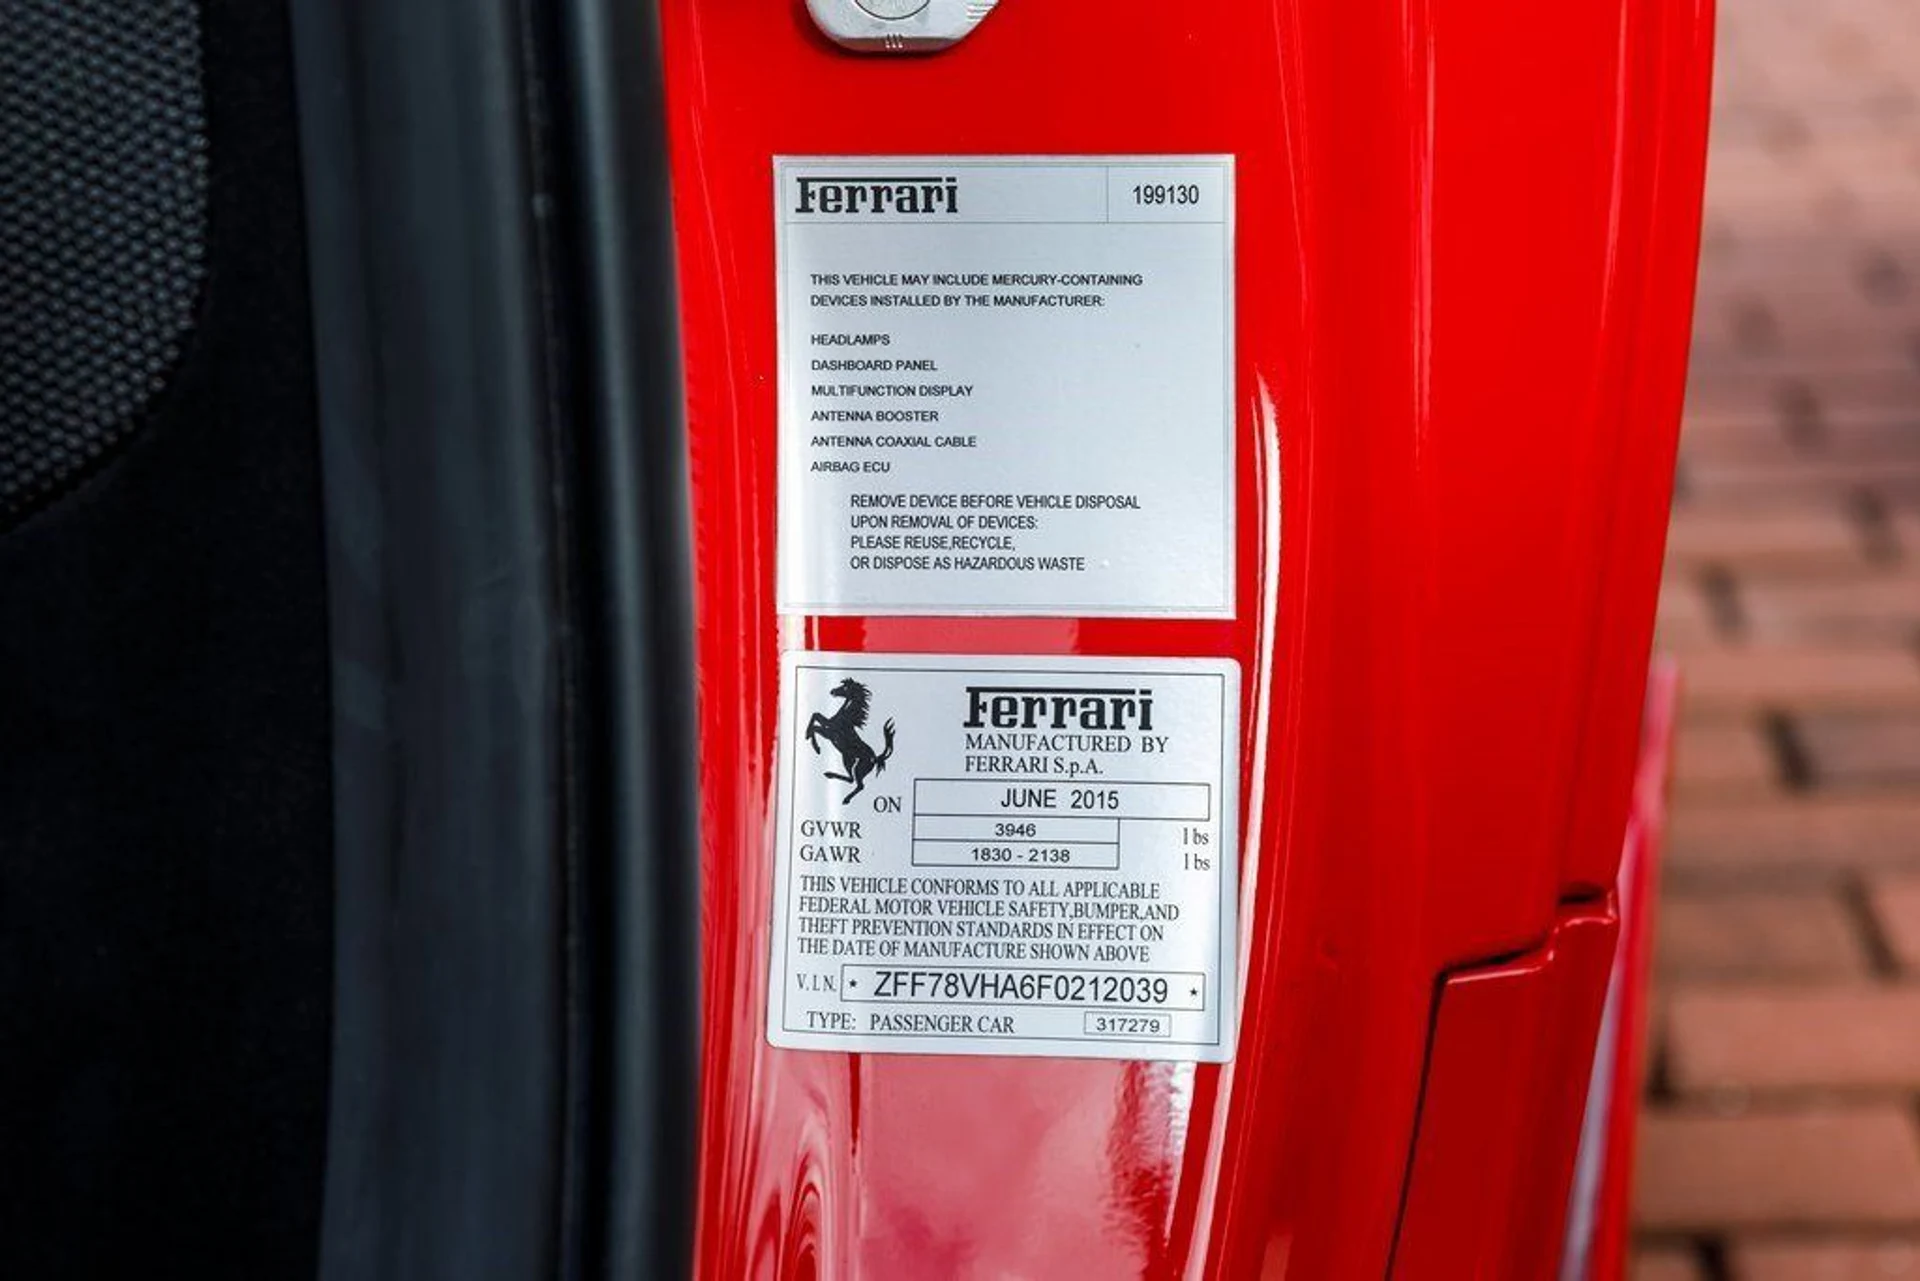 Ferrari 199130
THIS VEHICLE MAY INCLUDE MERCURY-CONTAINING
DEVICES INSTALLED BY THE MANUFACTURER:
HEADLAMPS
DASHBOARD PANEL
MULTIFUNCTION DISPLAY
ANTENNA BOOSTER
ANTENNA COAXIAL CABLE
AIRBAG ECU
REMOVE DEVICE BEFORE VEHICLE DISPOSAL
UPON REMOVAL OF DEVICES:
PLEASE REUSE,RECYCLE,
OR DISPOSE AS HAZARDOUS WASTE
Ferrari
MANUFACTURED BY
FERRARI S.p.A.
ON JUNE 2015
GVWR 3946 lbs
GAWR 1830 - 2138 lbs
THIS VEHICLE CONFORMS TO ALL APPLICABLE
FEDERAL MOTOR VEHICLE SAFETY,BUMPER,AND
THEFT PREVENTION STANDARDS IN EFFECT ON
THE DATE OF MANUFACTURE SHOWN ABOVE
V.I.N. * ZFF78VHA6F0212039 *
TYPE: PASSENGER CAR 317279